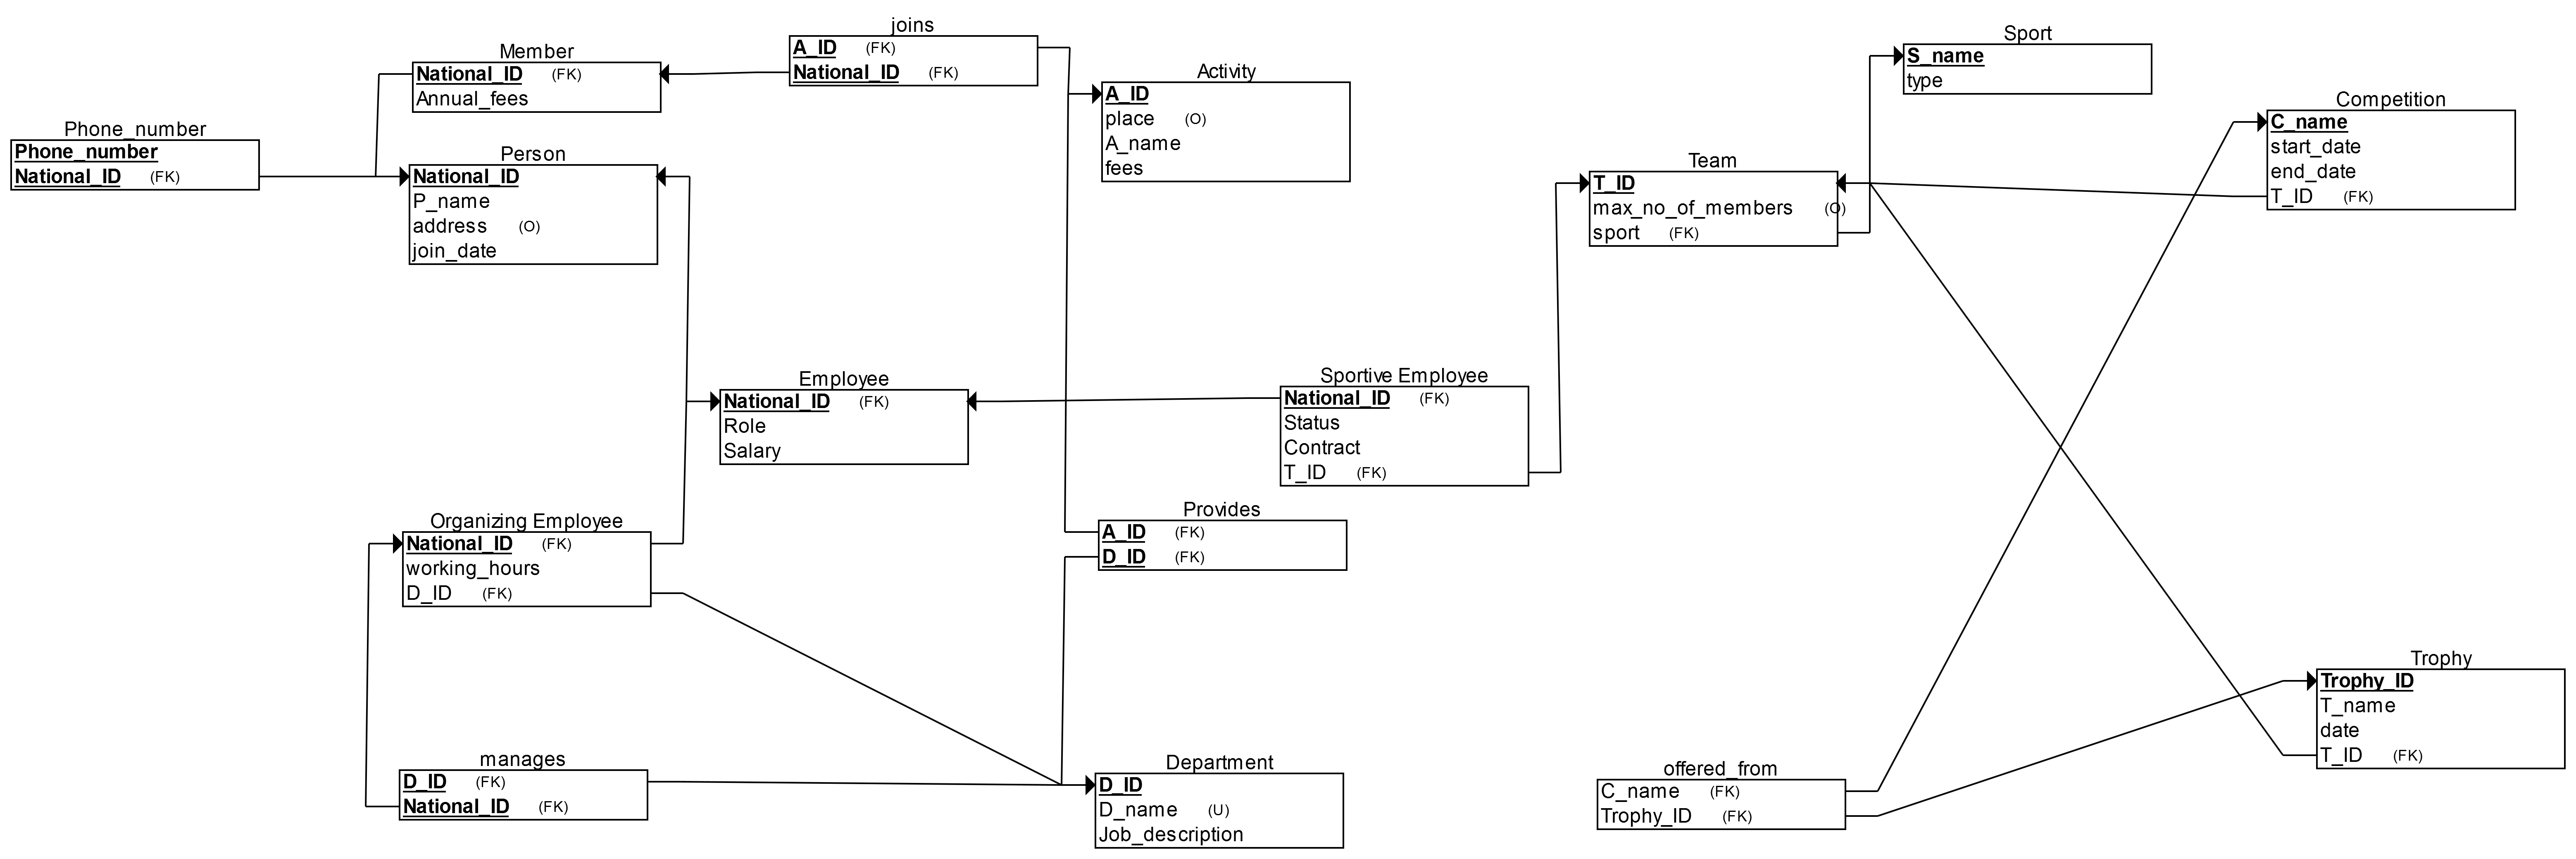 joins
A_ID (FK)
National_ID (FK)
Member
National_ID (FK)
Annual_fees
Sport
S_name
type
Activity
A_ID
place (O)
A_name
fees
Competition
C_name
start_date
end_date
T_ID (FK)
Phone_number
Phone_number
National_ID (FK)
Person
National_ID
P_name
address (O)
join_date
Team
T_ID
max_no_of_members (O)
sport (FK)
Employee
National_ID (FK)
Role
Salary
Sportive Employee
National_ID (FK)
Status
Contract
T_ID (FK)
Organizing Employee
National_ID (FK)
working_hours
D_ID (FK)
Provides
A_ID (FK)
D_ID (FK)
Trophy
Trophy_ID
T_name
date
T_ID (FK)
manages
D_ID (FK)
National_ID (FK)
Department
D_ID
D_name (U)
Job_description
offered_from
C_name (FK)
Trophy_ID (FK)